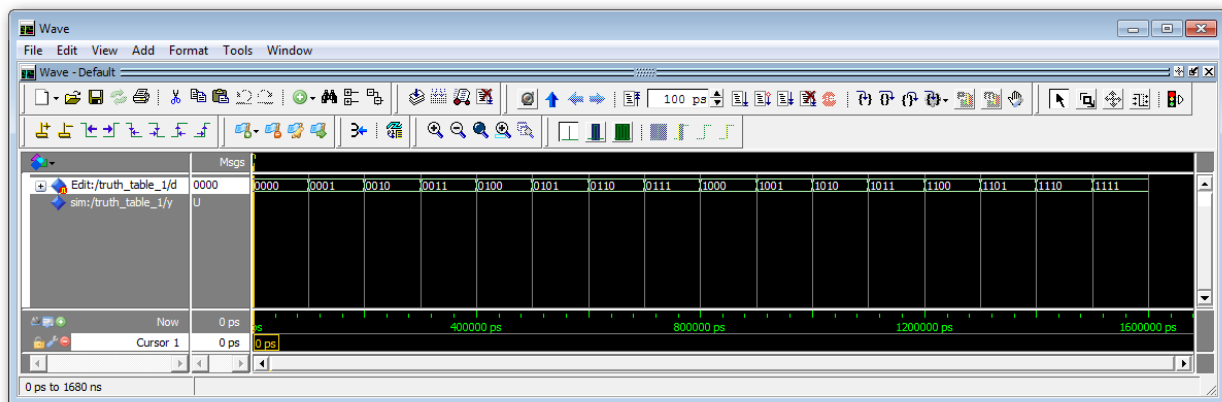 Wave
File Edit View Add Format Tools Window
Wave - Default
100 ps
Msgs
Edit:/truth_table_1/d 0000 0000 0001 0010 0011 0100 0101 0110 0111 1000 1001 1010 1011 1100 1101 1110 1111
sim:/truth_table_1/y U
Now 0 ps ps 400000 ps 800000 ps 1200000 ps 1600000 ps
Cursor 1 0 ps 0 ps
0 ps to 1680 ns